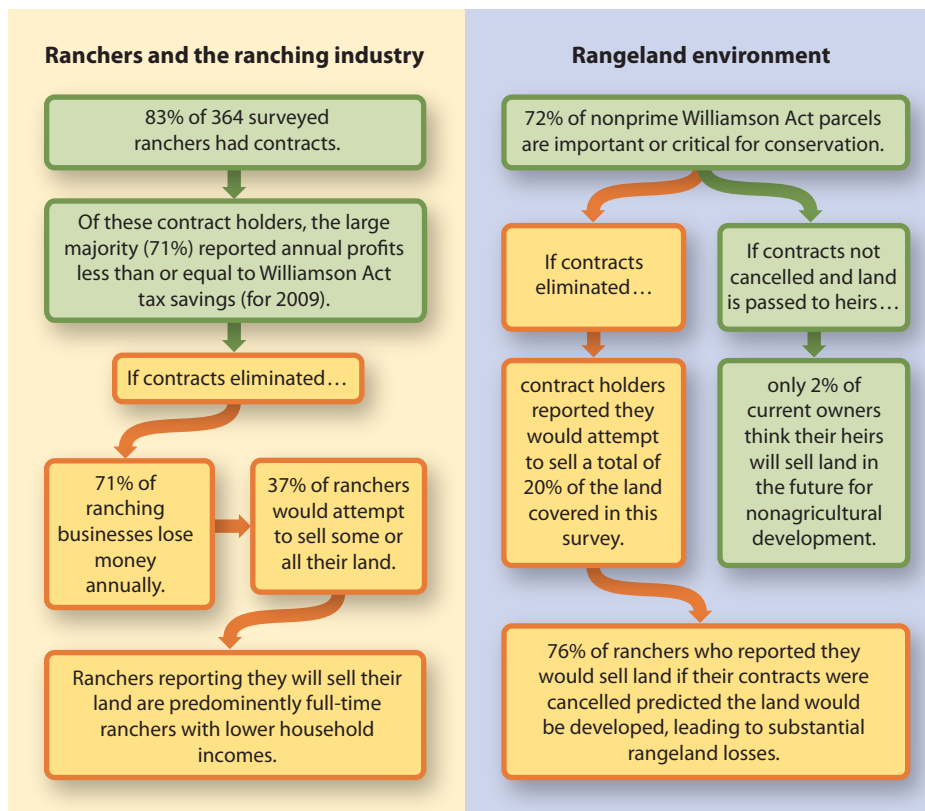 Ranchers and the ranching industry
83% of 364 surveyed
ranchers had contracts.
Of these contract holders, the large
majority (71%) reported annual profits
less than or equal to Williamson Act
tax savings (for 2009).
If contracts eliminated…
71% of
ranching
businesses lose
money
annually.
37% of ranchers
would attempt
to sell some or
all their land.
Ranchers reporting they will sell their
land are predominently full-time
ranchers with lower household
incomes.
Rangeland environment
72% of nonprime Williamson Act parcels
are important or critical for conservation.
If contracts
eliminated…
If contracts not
cancelled and land
is passed to heirs…
contract holders
reported they
would attempt
to sell a total of
20% of the land
covered in this
survey.
only 2% of
current owners
think their heirs
will sell land in
the future for
nonagricultural
development.
76% of ranchers who reported they
would sell land if their contracts were
cancelled predicted the land would
be developed, leading to substantial
rangeland losses.